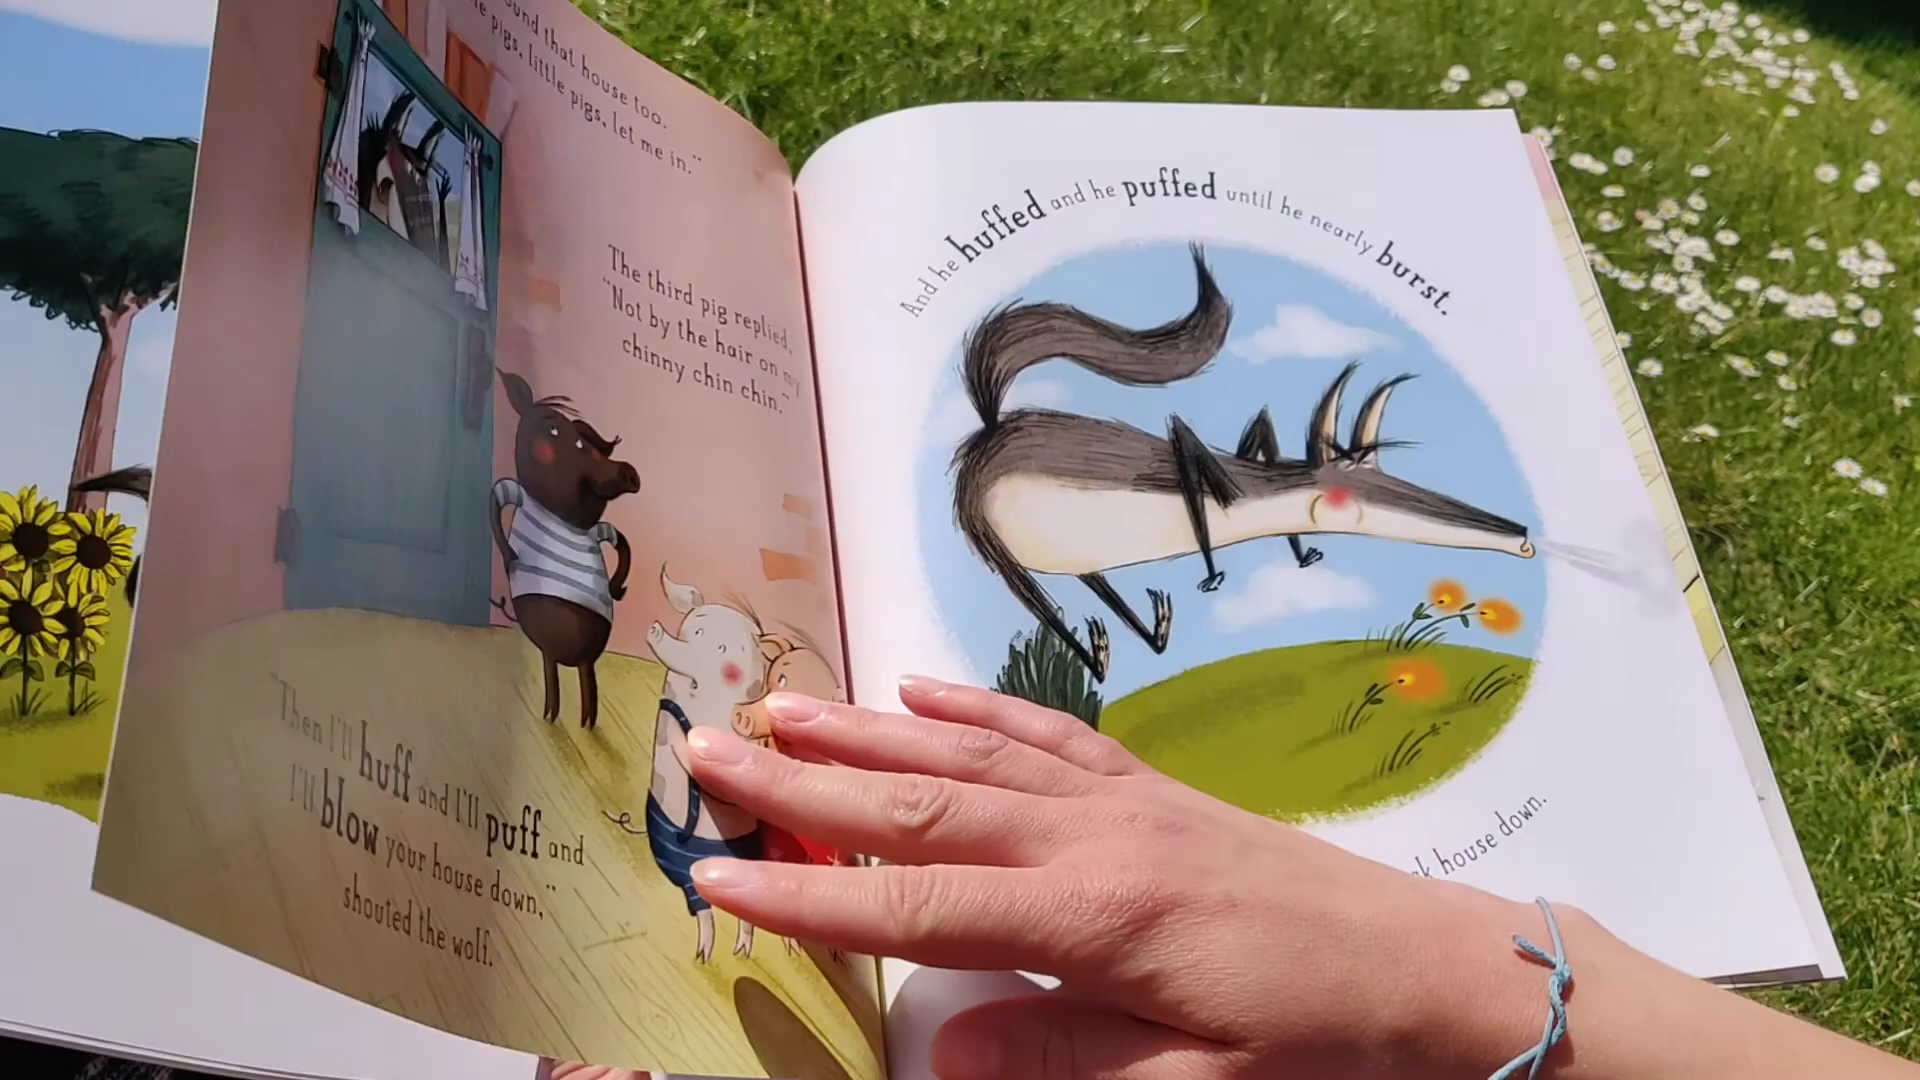 that house too.
pigs, little pigs, let me in."
The third pig replied,
"Not by the hair on my
chinny chin chin."
"Then I'll huff and I'll puff and
I'll blow your house down,"
shouted the wolf.
And he huffed and he puffed until he nearly burst.
house down.